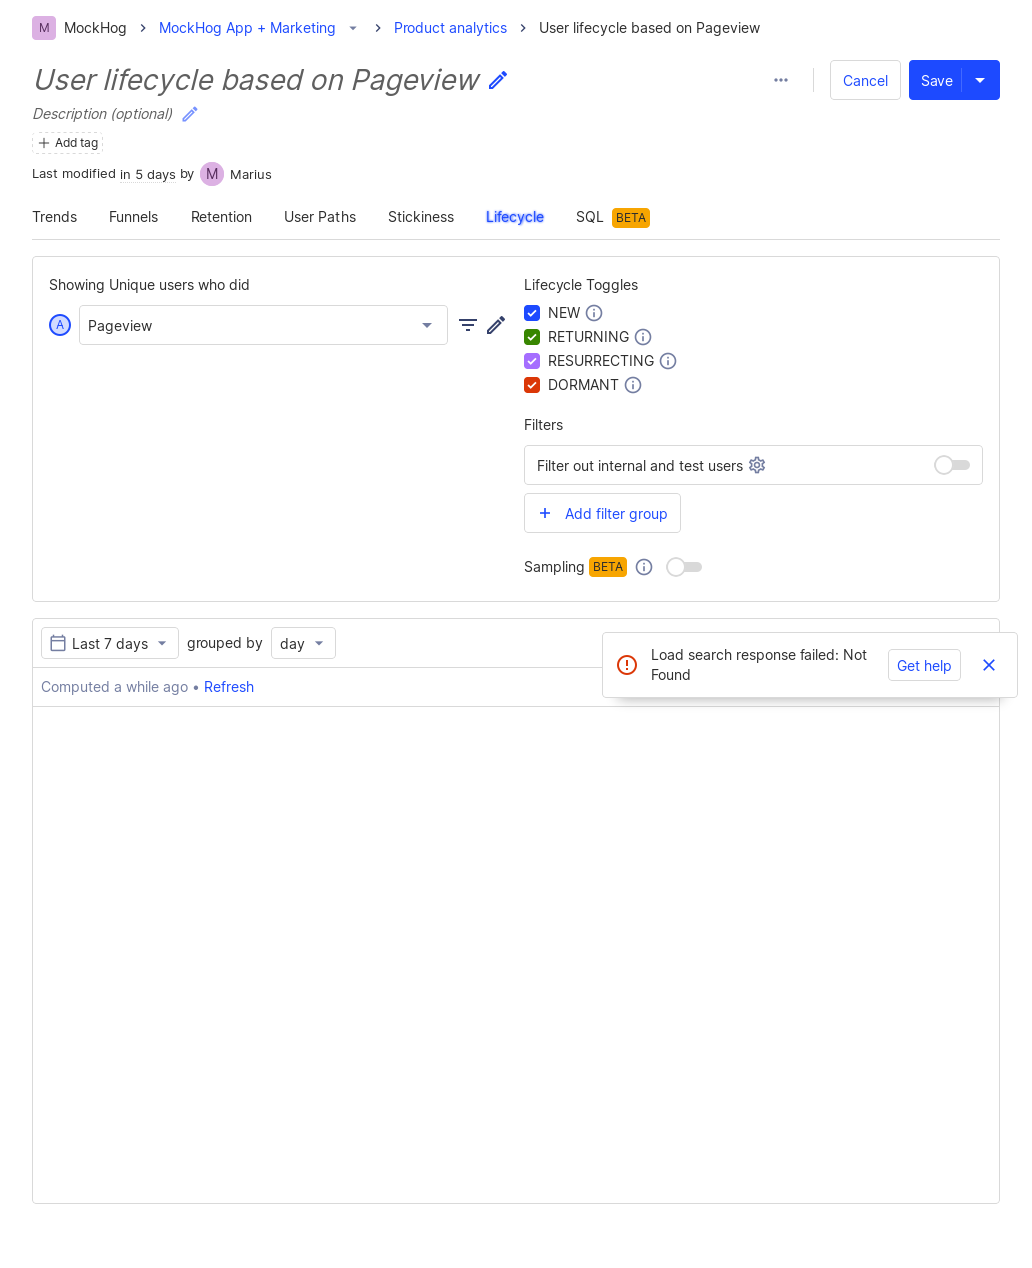 M MockHog MockHog App + Marketing Product analytics User lifecycle based on Pageview
User lifecycle based on Pageview
Cancel Save
Description (optional)
Add tag
Last modified in 5 days by M Marius
Trends Funnels Retention User Paths Stickiness Lifecycle SQL BETA
Showing Unique users who did
A Pageview
Lifecycle Toggles
NEW
RETURNING
RESURRECTING
DORMANT
Filters
Filter out internal and test users
+ Add filter group
Sampling BETA
Last 7 days grouped by day
Load search response failed: Not
Found
Get help
Computed a while ago • Refresh